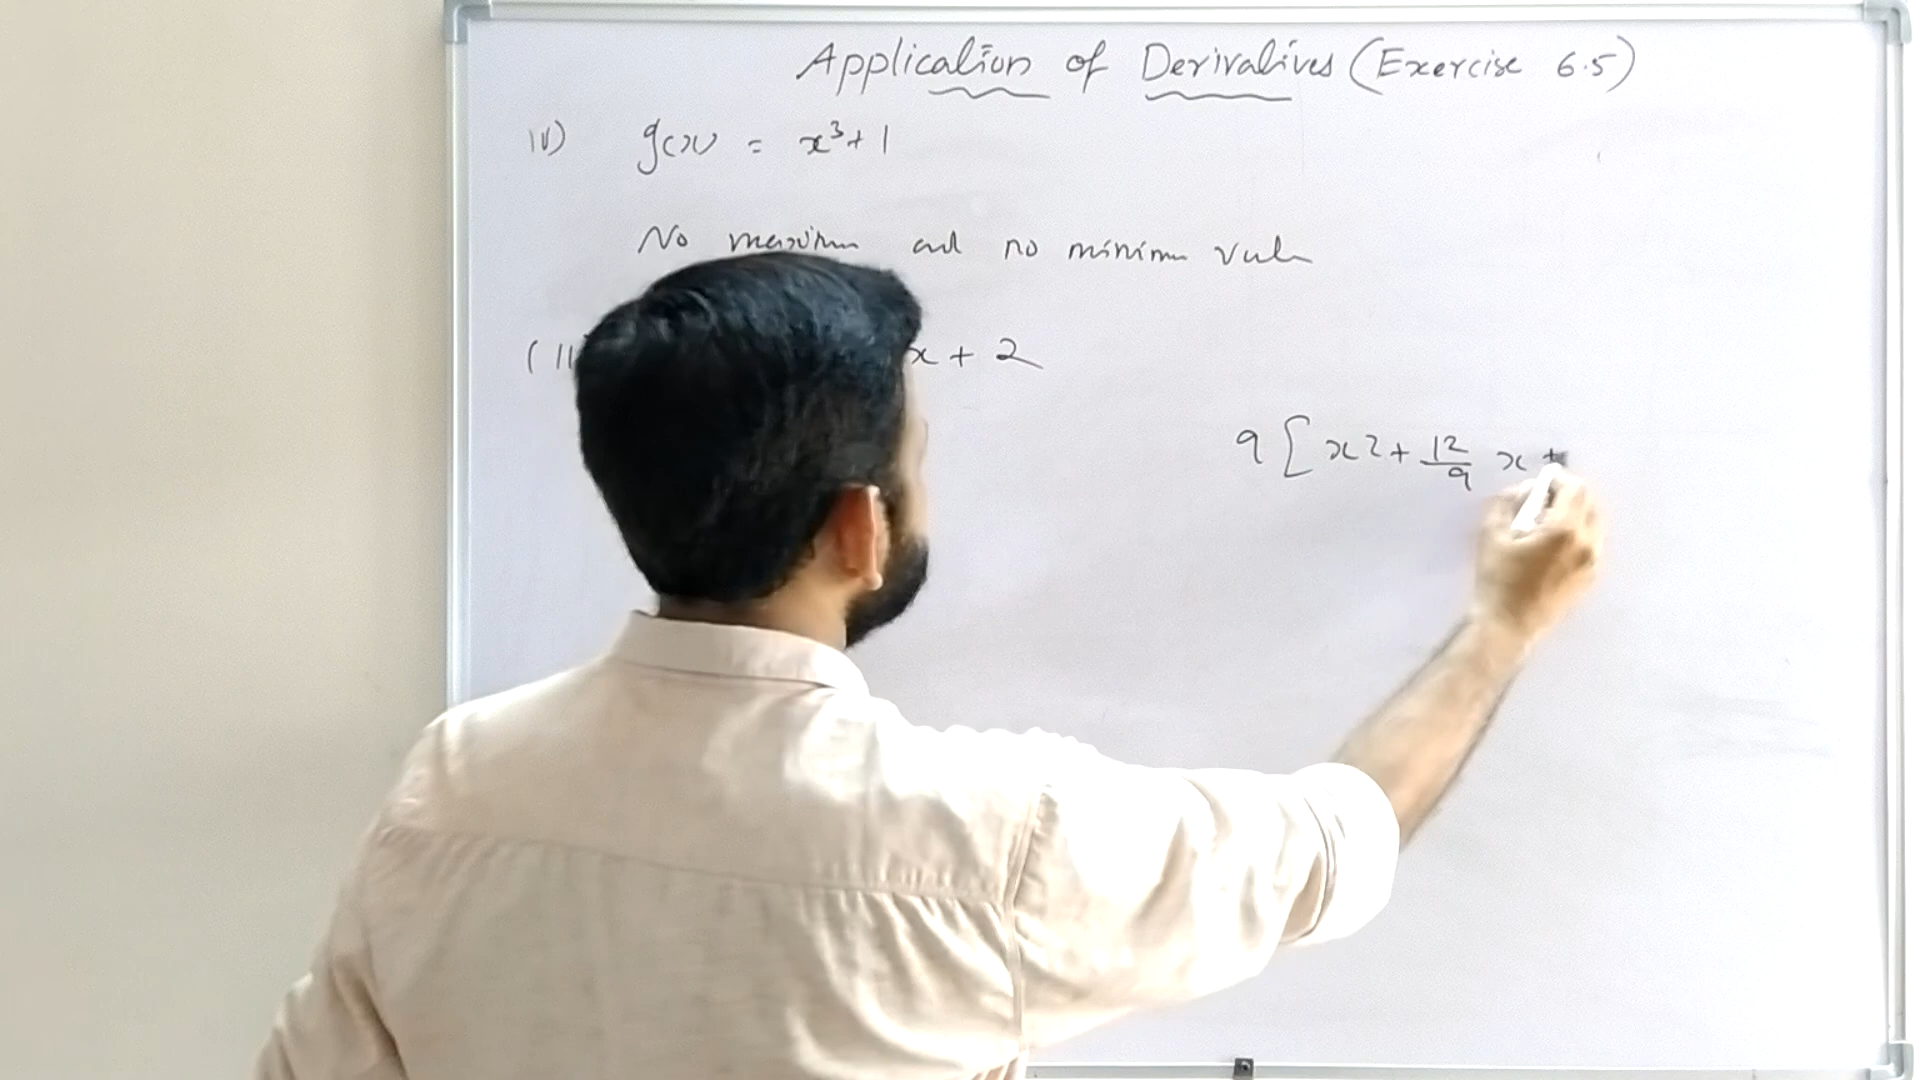 Application of Derivatives (Exercise 6.5)
iv) g(x) = x³ + 1
No maximum and no minimum value
(ii x + 2
9 [ x² + 12/9 x +